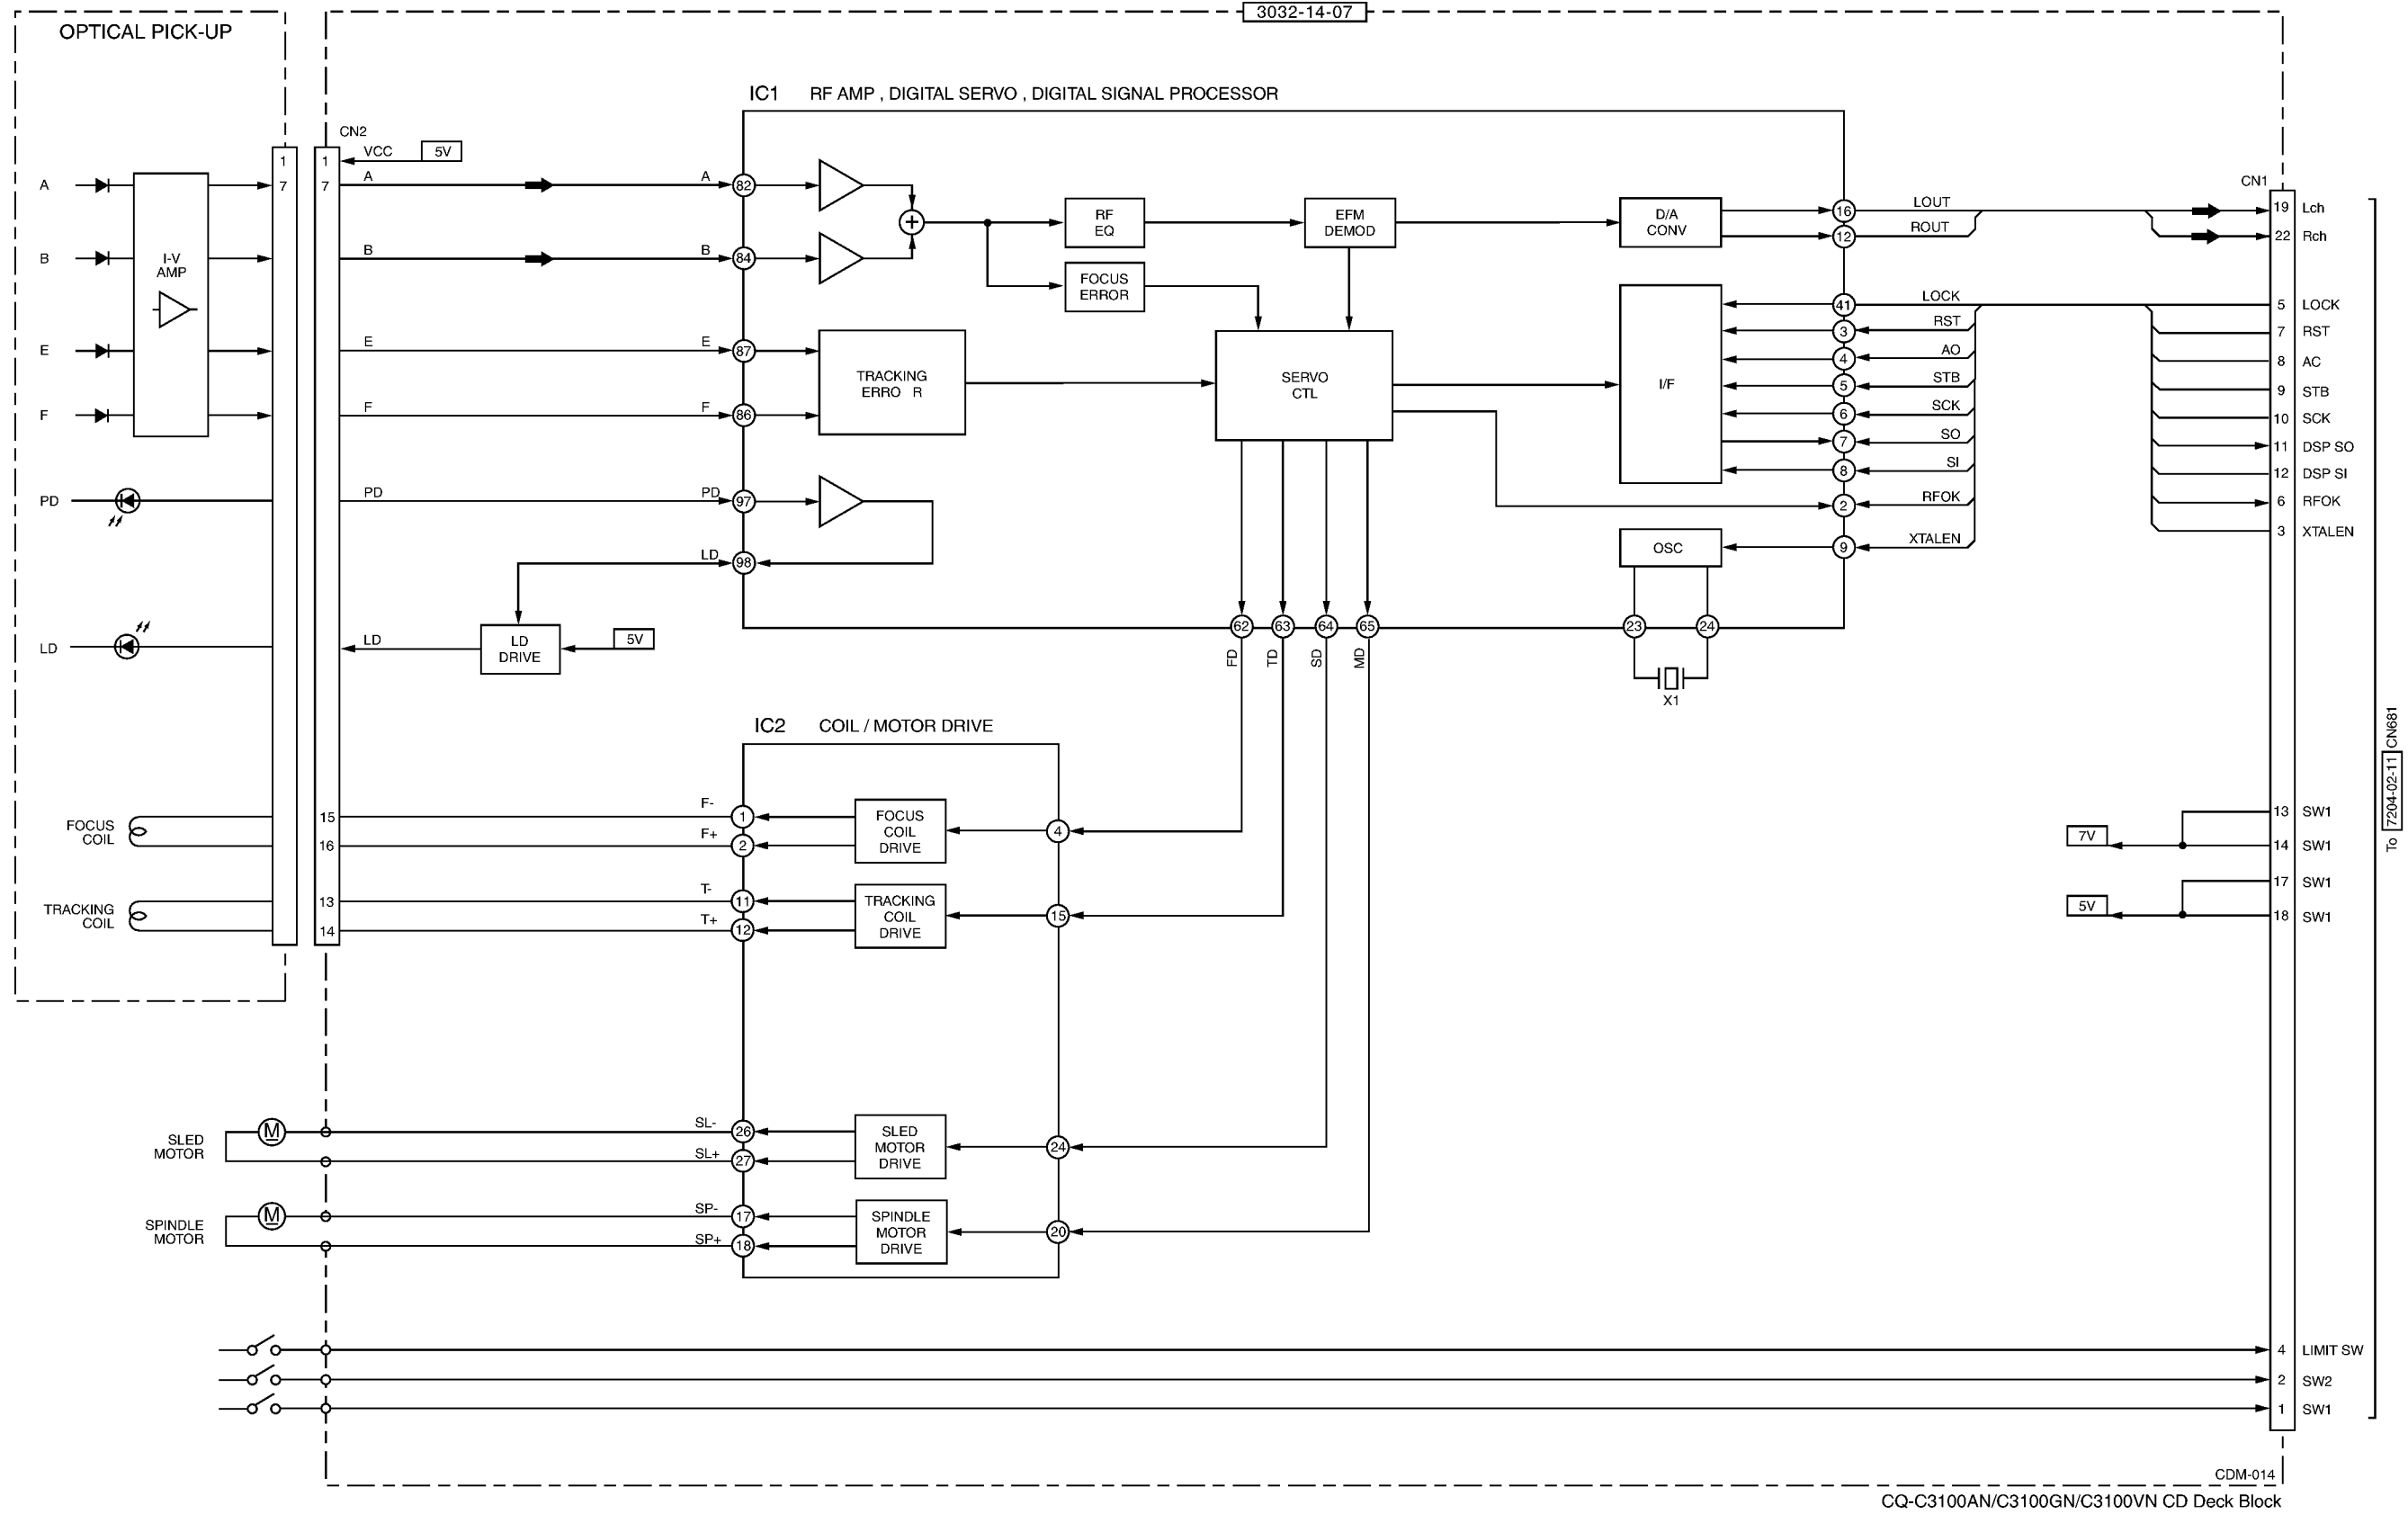 3032-14-07
OPTICAL PICK-UP
IC1 RF AMP , DIGITAL SERVO , DIGITAL SIGNAL PROCESSOR
CN2
1
1
VCC
5V
A
7
7
A
A
82
B
I-V
AMP
B
B
84
E
E
E
87
F
F
F
86
PD
PD
PD
97
LD
98
LD
LD
LD
DRIVE
5V
+
RF
EQ
EFM
DEMOD
D/A
CONV
FOCUS
ERROR
TRACKING
ERRO R
SERVO
CTL
I/F
OSC
16
LOUT
12
ROUT
41
LOCK
3
RST
4
AO
5
STB
6
SCK
7
SO
8
SI
2
RFOK
9
XTALEN
CN1
19 Lch
22 Rch
5 LOCK
7 RST
8 AC
9 STB
10 SCK
11 DSP SO
12 DSP SI
6 RFOK
3 XTALEN
62
63
64
65
23
24
FD
TD
SD
MD
X1
IC2 COIL / MOTOR DRIVE
FOCUS
COIL
15
F-
1
16
F+
2
FOCUS
COIL
DRIVE
4
TRACKING
COIL
13
T-
11
14
T+
12
TRACKING
COIL
DRIVE
15
SLED
MOTOR
M
SL-
26
SL+
27
SLED
MOTOR
DRIVE
24
SPINDLE
MOTOR
M
SP-
17
SP+
18
SPINDLE
MOTOR
DRIVE
20
13 SW1
7V
14 SW1
17 SW1
5V
18 SW1
To 7204-02-11 CN681
4 LIMIT SW
2 SW2
1 SW1
CDM-014
CQ-C3100AN/C3100GN/C3100VN CD Deck Block